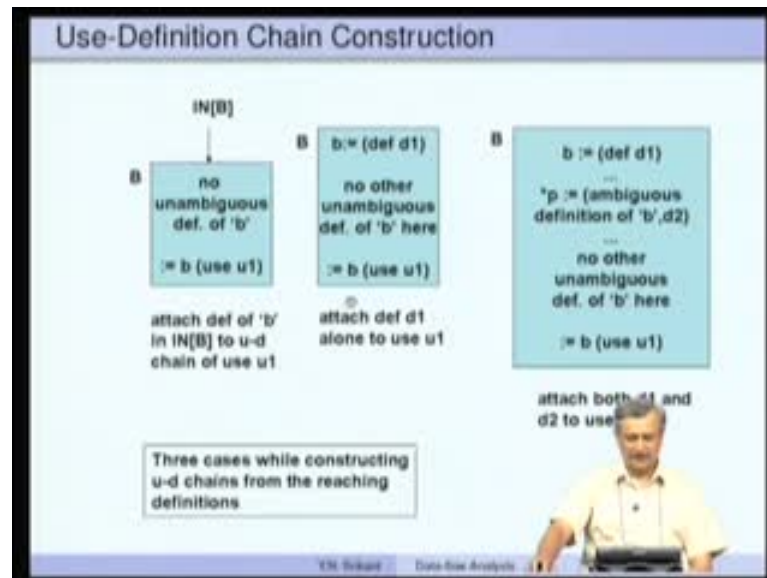 Use-Definition Chain Construction
IN[B]
B
no
unambiguous
def. of 'b'
:= b (use u1)
attach def of 'b'
in IN[B] to u-d
chain of use u1
B
b:= (def d1)
no other
unambiguous
def. of 'b' here
:= b (use u1)
attach def d1
alone to use u1
B
b := (def d1)
...
*p := (ambiguous
definition of 'b',d2)
...
no other
unambiguous
def. of 'b' here
:= b (use u1)
attach both d1 and
d2 to use
Three cases while constructing
u-d chains from the reaching
definitions
Y.N. Srikant Data-flow Analysis